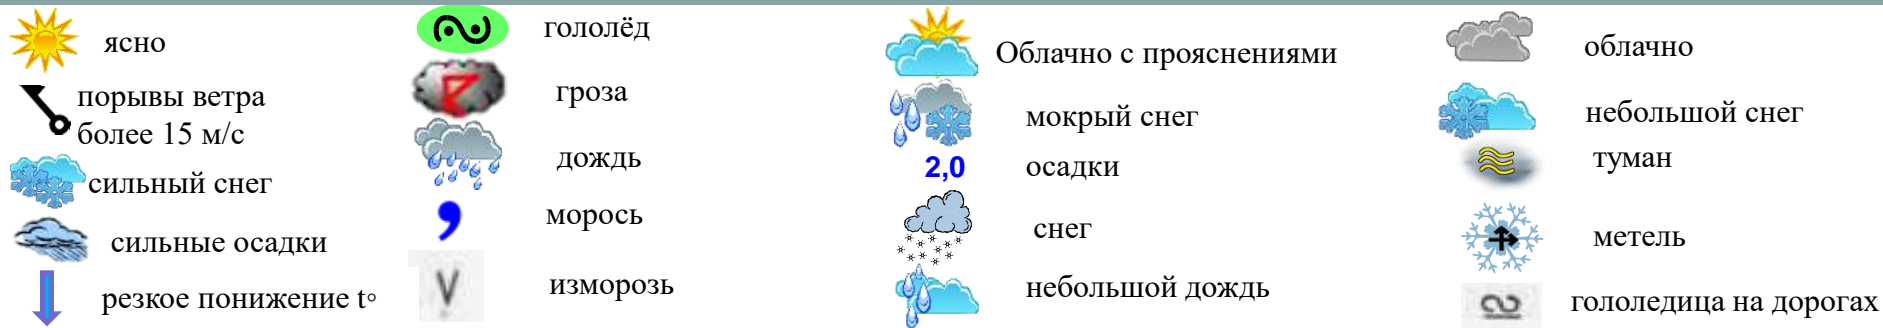 ясно
порывы ветра
более 15 м/с
сильный снег
сильные осадки
резкое понижение t°
гололёд
гроза
дождь
морось
изморозь
Облачно с прояснениями
мокрый снег
2,0 осадки
снег
небольшой дождь
облачно
небольшой снег
туман
метель
гололедица на дорогах